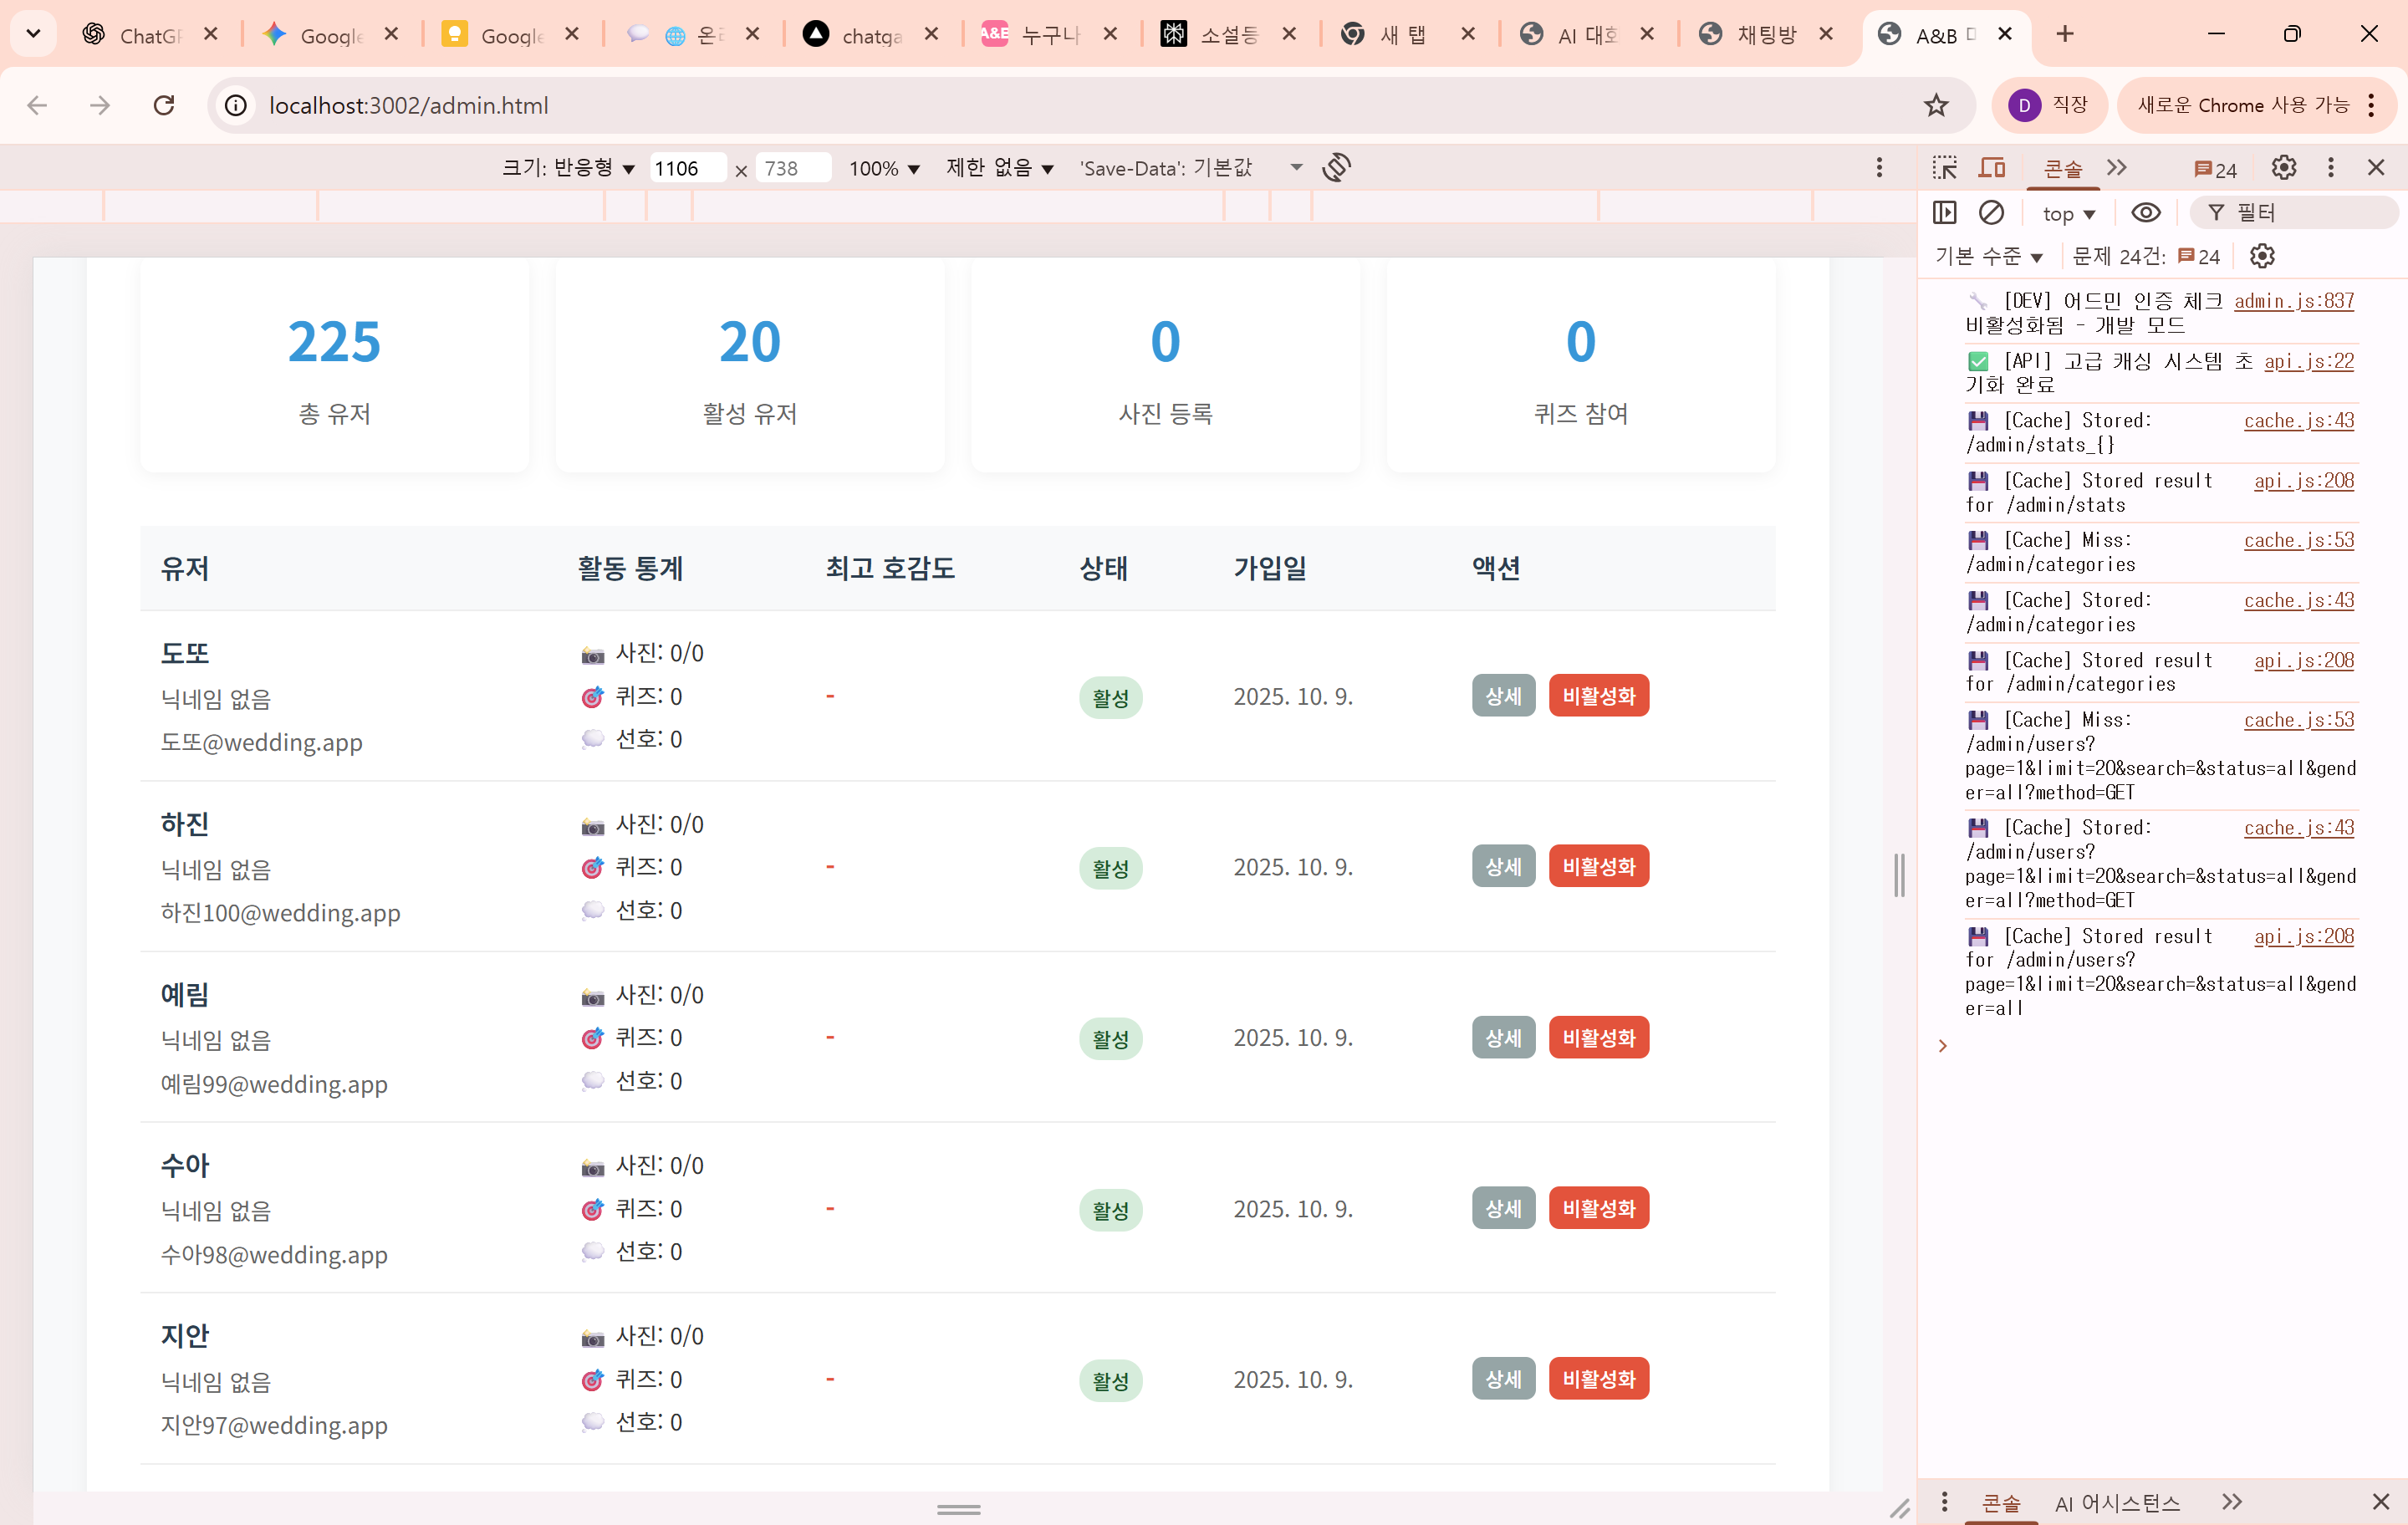 ChatGP
Google
Google
온라
chatga
A&E 누구나
소설등
새 탭
AI 대화
채팅방
A&B
localhost:3002/admin.html
D 직장
새로운 Chrome 사용 가능
크기: 반응형 1106 × 738 100% 제한 없음 'Save-Data': 기본값
콘솔 24
top 필터
기본 수준 문제 24건: 24
225
총 유저
20
활성 유저
0
사진 등록
0
퀴즈 참여
유저 활동 통계 최고 호감도 상태 가입일 액션
도또
닉네임 없음
도또@wedding.app
사진: 0/0
퀴즈: 0
선호: 0
-
활성
2025. 10. 9.
상세 비활성화
하진
닉네임 없음
하진100@wedding.app
사진: 0/0
퀴즈: 0
선호: 0
-
활성
2025. 10. 9.
상세 비활성화
예림
닉네임 없음
예림99@wedding.app
사진: 0/0
퀴즈: 0
선호: 0
-
활성
2025. 10. 9.
상세 비활성화
수아
닉네임 없음
수아98@wedding.app
사진: 0/0
퀴즈: 0
선호: 0
-
활성
2025. 10. 9.
상세 비활성화
지안
닉네임 없음
지안97@wedding.app
사진: 0/0
퀴즈: 0
선호: 0
-
활성
2025. 10. 9.
상세 비활성화
[DEV] 어드민 인증 체크 admin.js:837
비활성화됨 - 개발 모드
[API] 고급 캐싱 시스템 초 api.js:22
기화 완료
[Cache] Stored: cache.js:43
/admin/stats_{}
[Cache] Stored result api.js:208
for /admin/stats
[Cache] Miss: cache.js:53
/admin/categories
[Cache] Stored: cache.js:43
/admin/categories
[Cache] Stored result api.js:208
for /admin/categories
[Cache] Miss: cache.js:53
/admin/users?
page=1&limit=20&search=&status=all&gend
er=all?method=GET
[Cache] Stored: cache.js:43
/admin/users?
page=1&limit=20&search=&status=all&gend
er=all?method=GET
[Cache] Stored result api.js:208
for /admin/users?
page=1&limit=20&search=&status=all&gend
er=all
콘솔 AI 어시스턴스